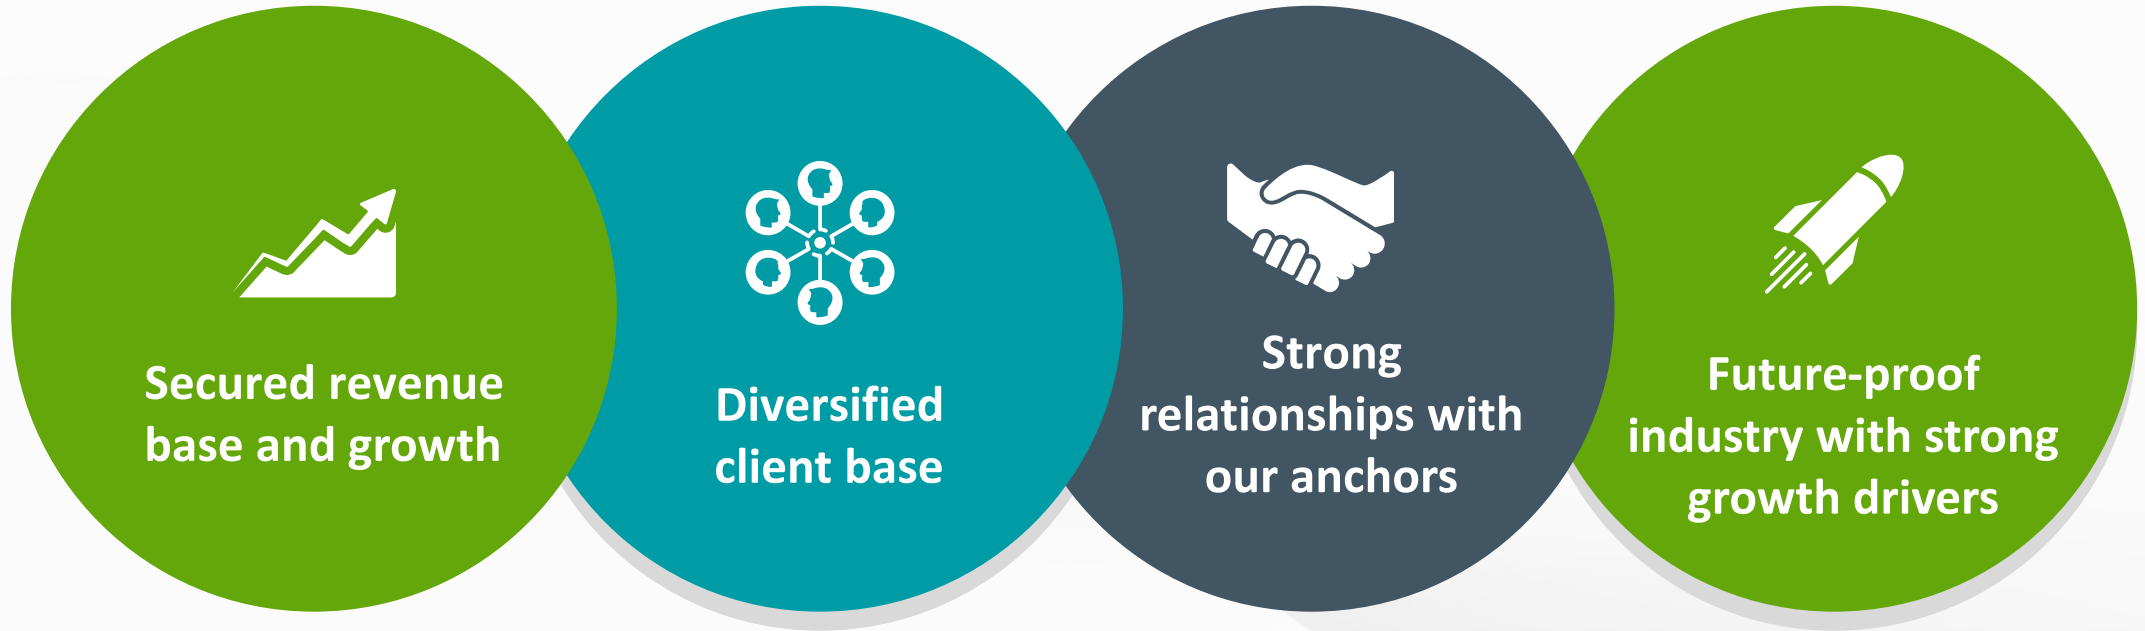 Secured revenue
base and growth
Diversified
client base
Strong
relationships with
our anchors
Future-proof
industry with strong
growth drivers